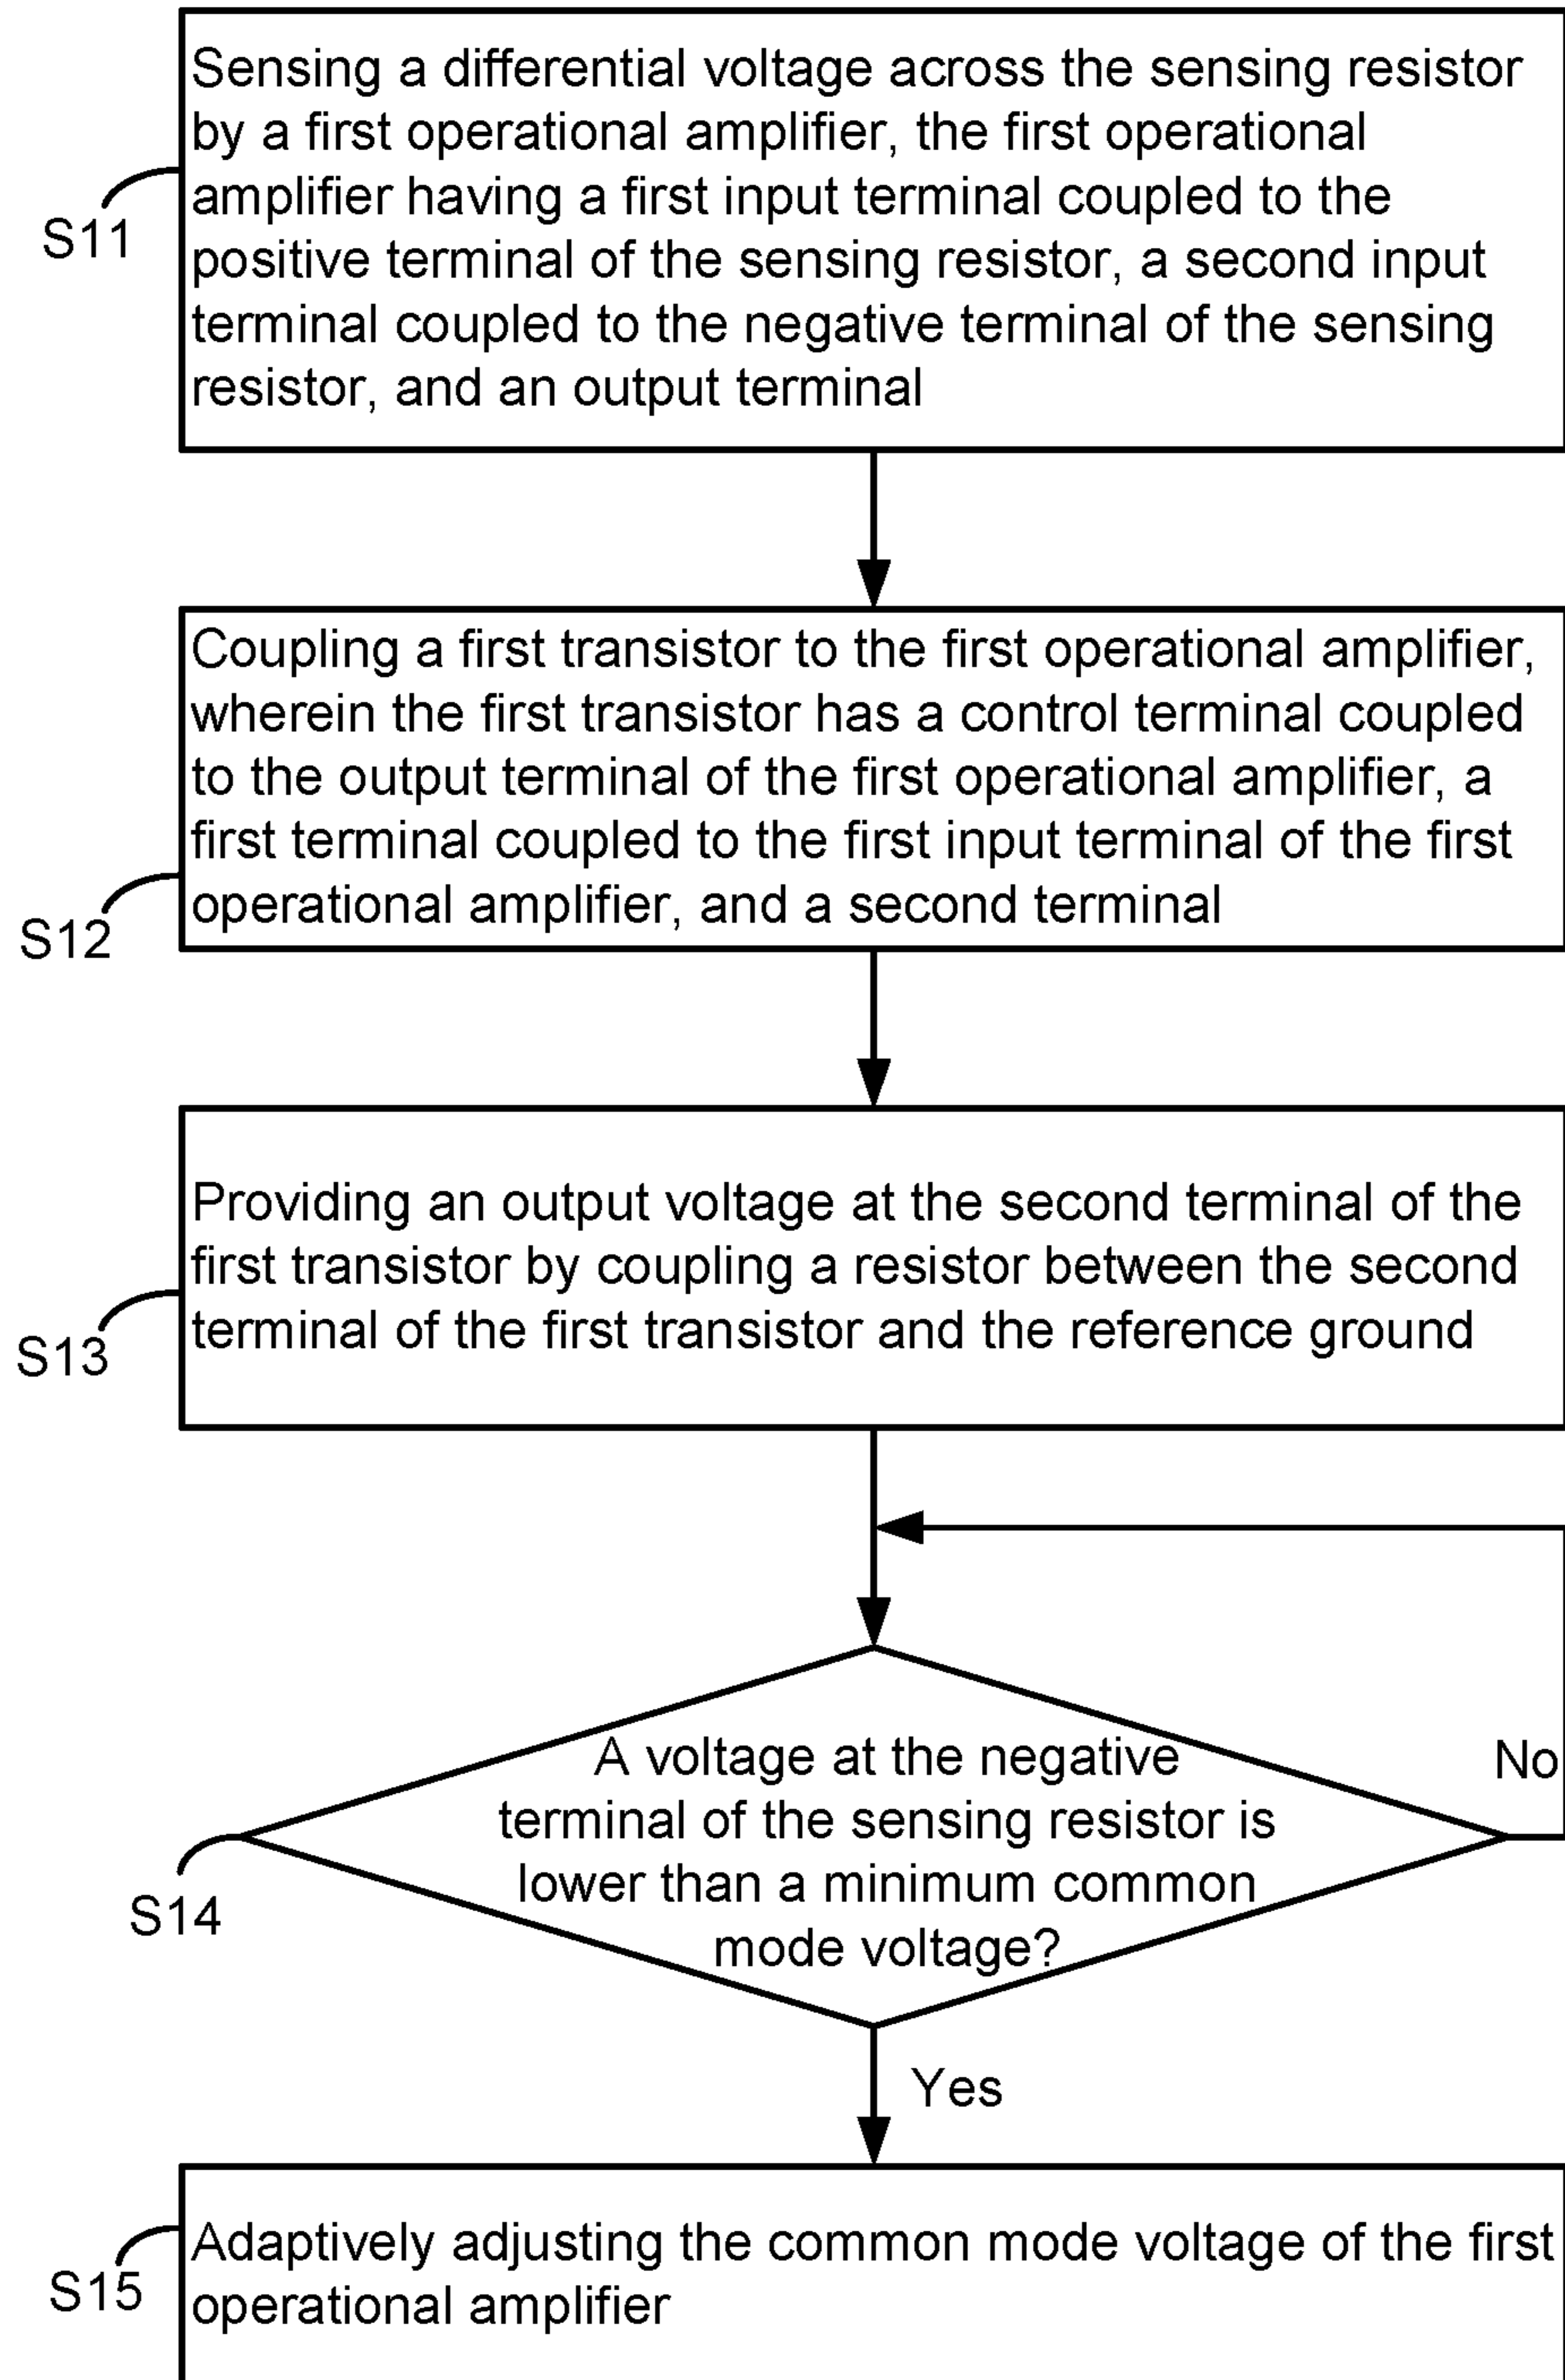 Sensing a differential voltage across the sensing resistor
by a first operational amplifier, the first operational
amplifier having a first input terminal coupled to the
positive terminal of the sensing resistor, a second input
terminal coupled to the negative terminal of the sensing
resistor, and an output terminal
S11
Coupling a first transistor to the first operational amplifier,
wherein the first transistor has a control terminal coupled
to the output terminal of the first operational amplifier, a
first terminal coupled to the first input terminal of the first
operational amplifier, and a second terminal
S12
Providing an output voltage at the second terminal of the
first transistor by coupling a resistor between the second
terminal of the first transistor and the reference ground
S13
A voltage at the negative
terminal of the sensing resistor is
lower than a minimum common
mode voltage?
No
S14
Yes
Adaptively adjusting the common mode voltage of the first
operational amplifier
S15